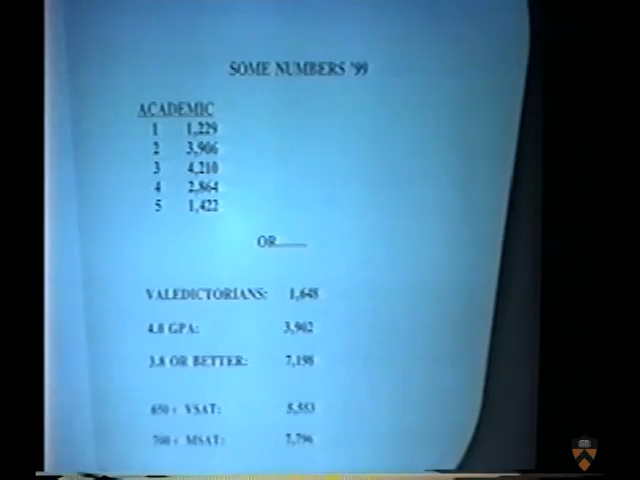 SOME NUMBERS '99
ACADEMIC
1 1,229
2 3,906
3 4,210
4 2,864
5 1,422
OR.......
VALEDICTORIANS: 1,648
4.0 GPA: 3,902
3.8 OR BETTER: 7,198
650+ VSAT: 5,553
700+ MSAT: 7,796